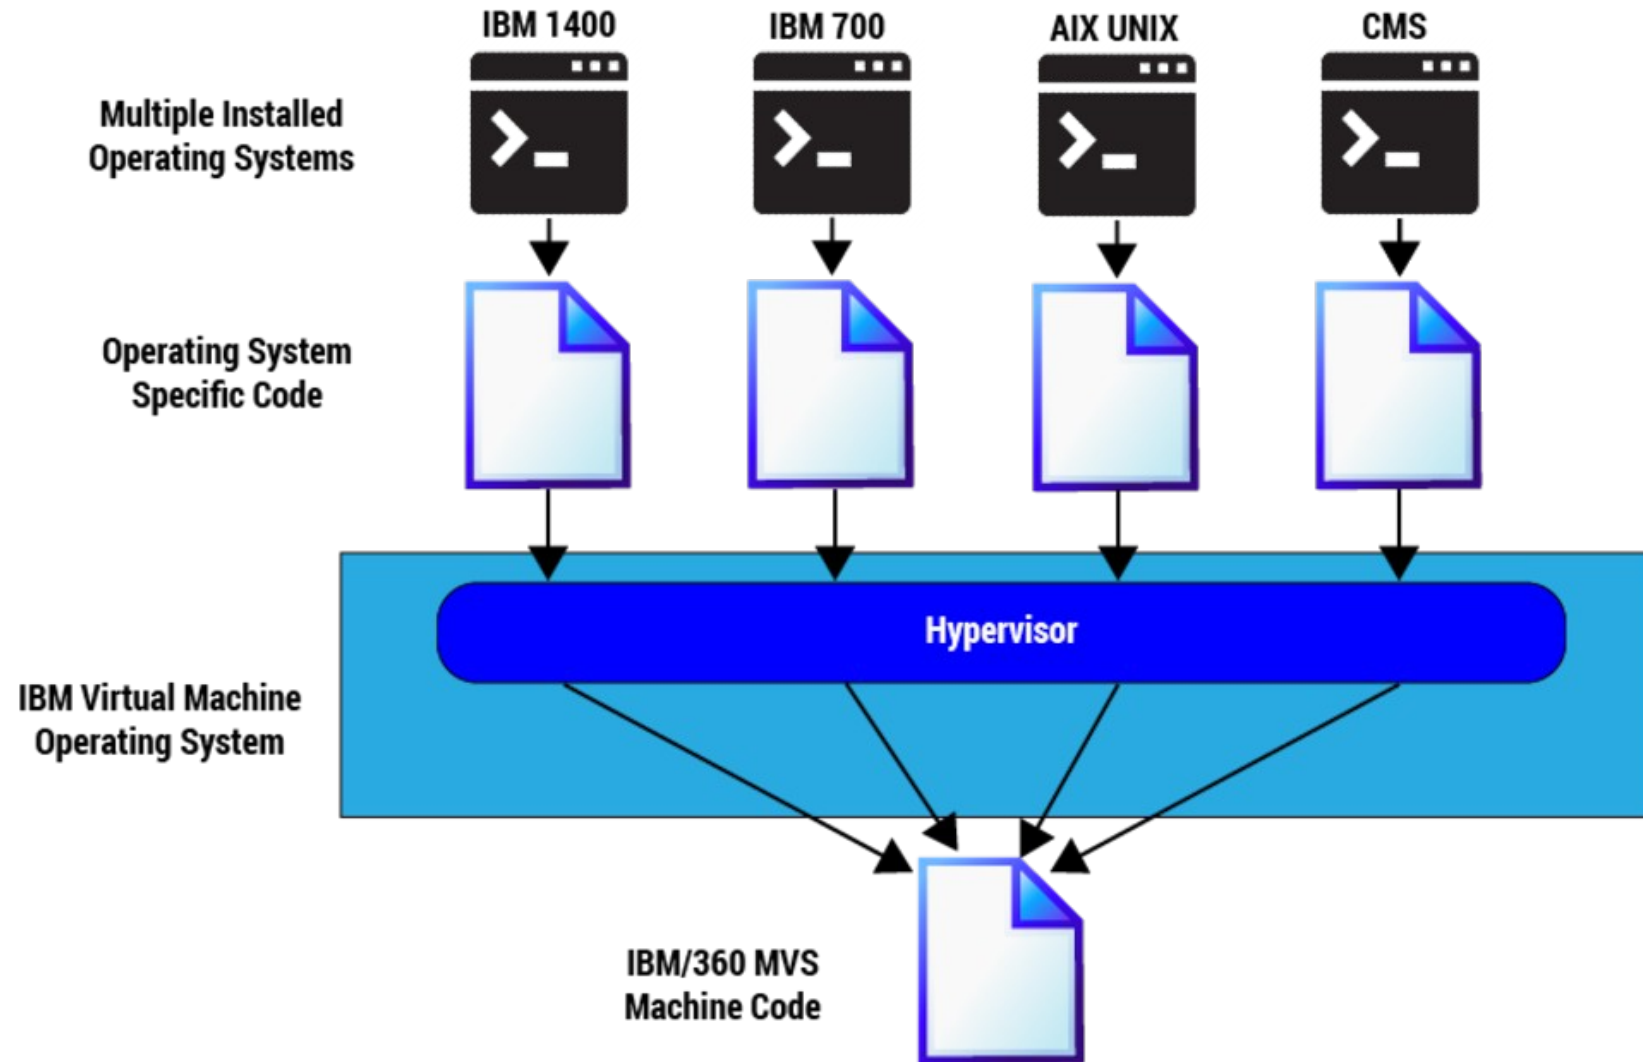 IBM 1400
IBM 700
AIX UNIX
CMS
Multiple Installed
Operating Systems
Operating System
Specific Code
Hypervisor
IBM Virtual Machine
Operating System
IBM/360 MVS
Machine Code